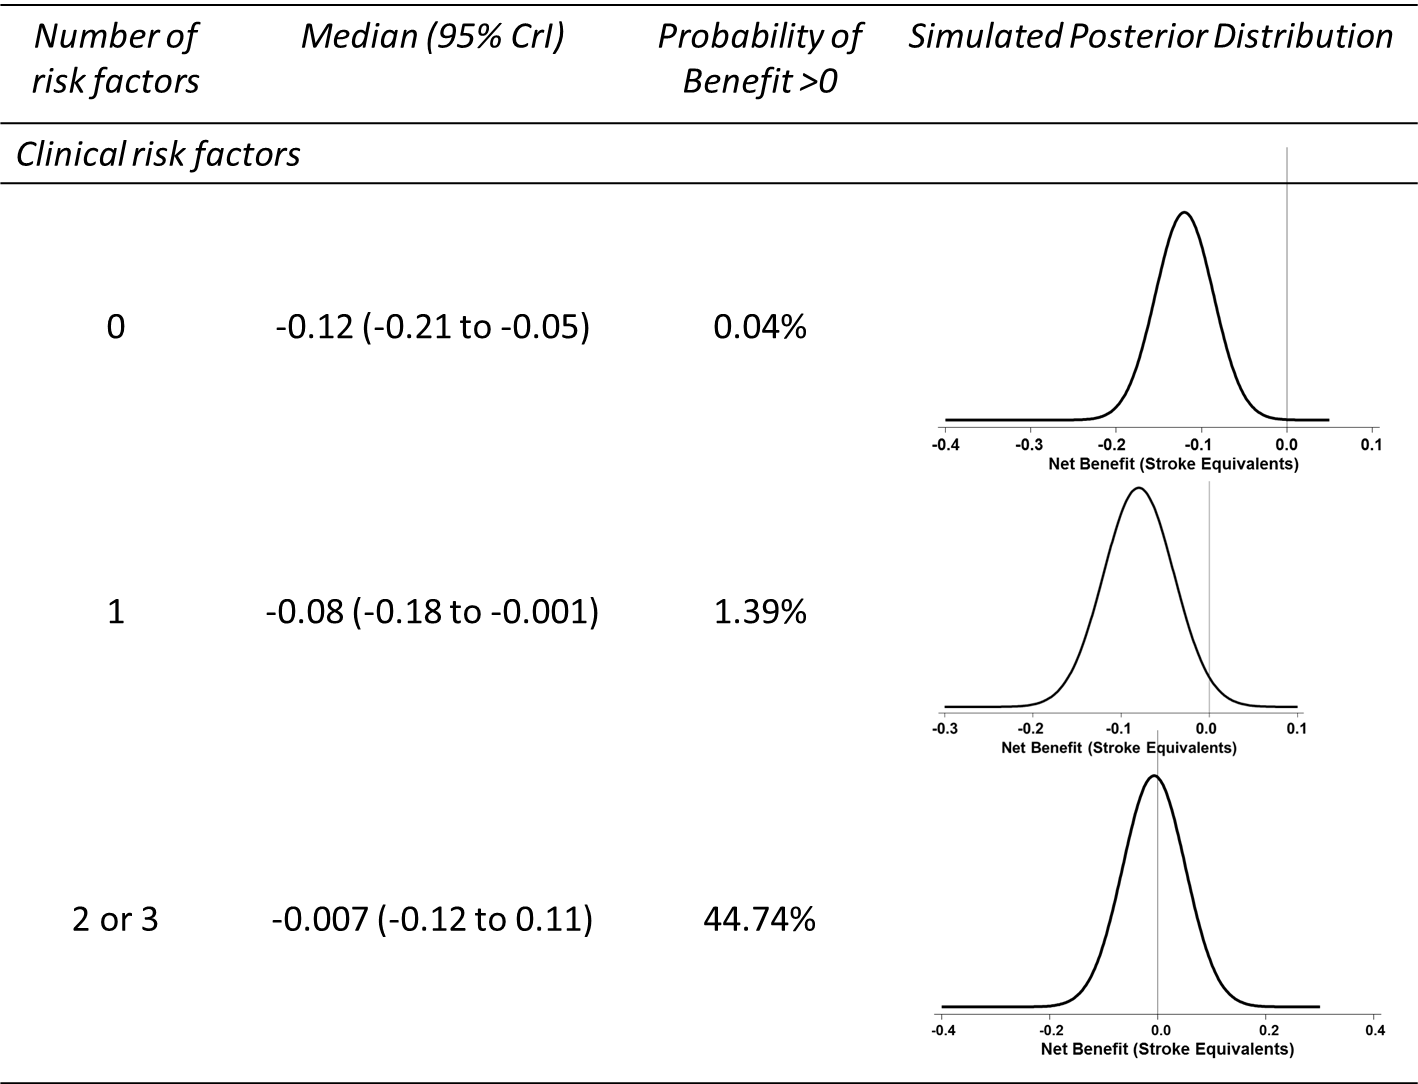 Number of risk factors Median (95% CrI) Probability of Benefit >0 Simulated Posterior Distribution
Clinical risk factors
0 -0.12 (-0.21 to -0.05) 0.04%
-0.4 -0.3 -0.2 -0.1 0.0 0.1
Net Benefit (Stroke Equivalents)
1 -0.08 (-0.18 to -0.001) 1.39%
-0.3 -0.2 -0.1 0.0 0.1
Net Benefit (Stroke Equivalents)
2 or 3 -0.007 (-0.12 to 0.11) 44.74%
-0.4 -0.2 0.0 0.2 0.4
Net Benefit (Stroke Equivalents)